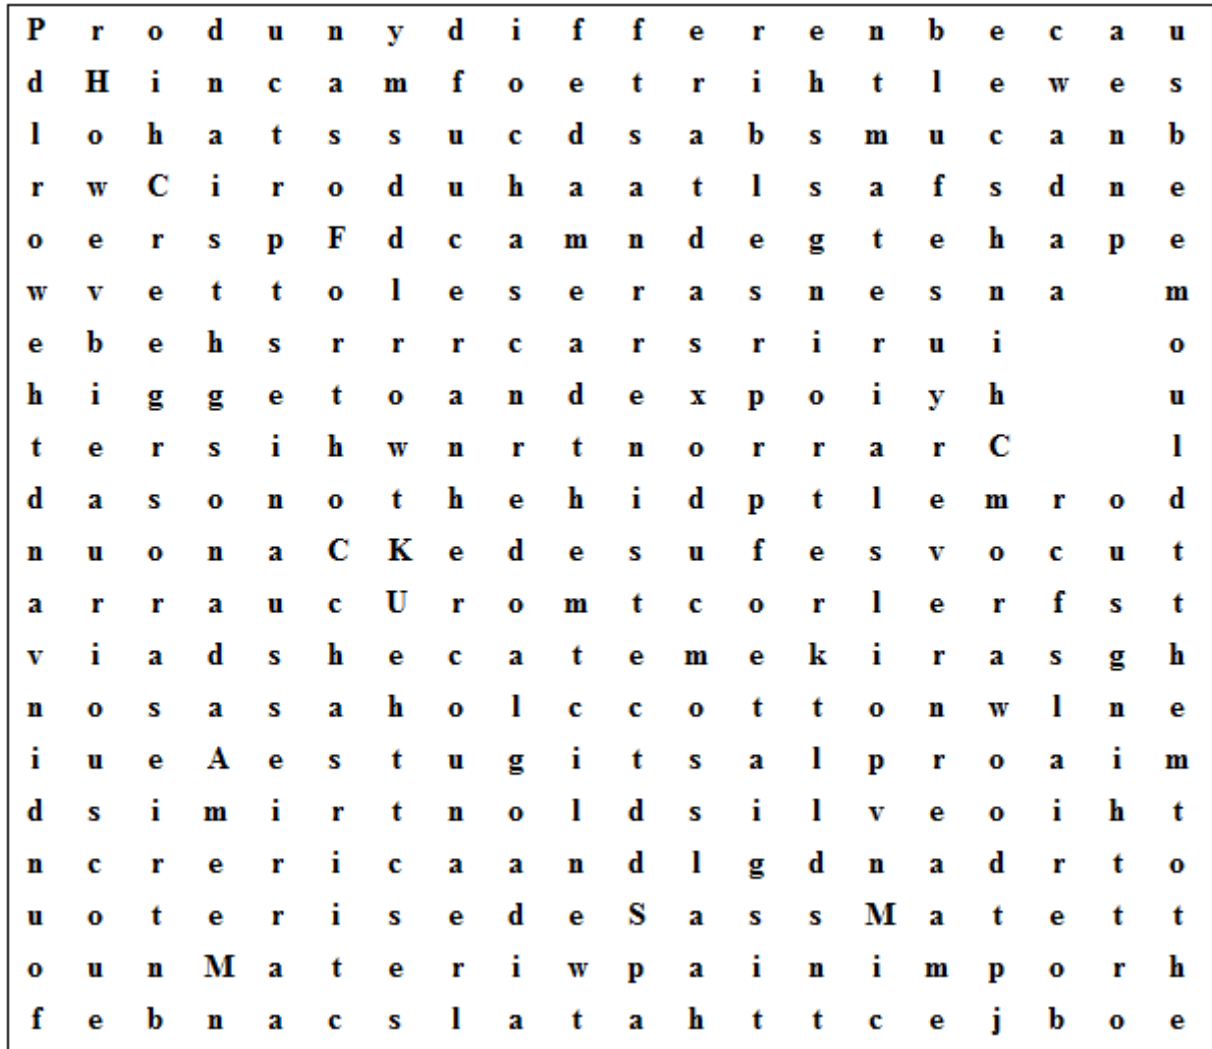 P r o d u n y d i f f e r e n b e c a u
d H i n c a m f o e t r i h t l e w e s
l o h a t s s u c d s a b s m u c a n b
r w C i r o d u h a a t l s a f s d n e
o e r s p F d c a m n d e g t e h a p e
w v e t t o l e s e r a s n e s n a m
e b e h s r r r c a r s r i r u i o
h i g g e t o a n d e x p o i y h u
t e r s i h w n r t n o r r a r C l
d a s o n o t h e h i d p t l e m r o d
n u o n a C K e d e s u f e s v o c u t
a r r a u c U r o m t c o r l e r f s t
v i a d s h e c a t e m e k i r a s g h
n o s a s a h o l c c o t t o n w l n e
i u e A e s t u g i t s a l p r o a i m
d s i m i r t n o l d s i l v e o i h t
n c r e r i c a a n d l g d n a d r t o
u o t e r i s e d e S a s s M a t e t t
o u n M a t e r i w p a i n i m p o r h
f e b n a c s l a t a h t t c e j b o e